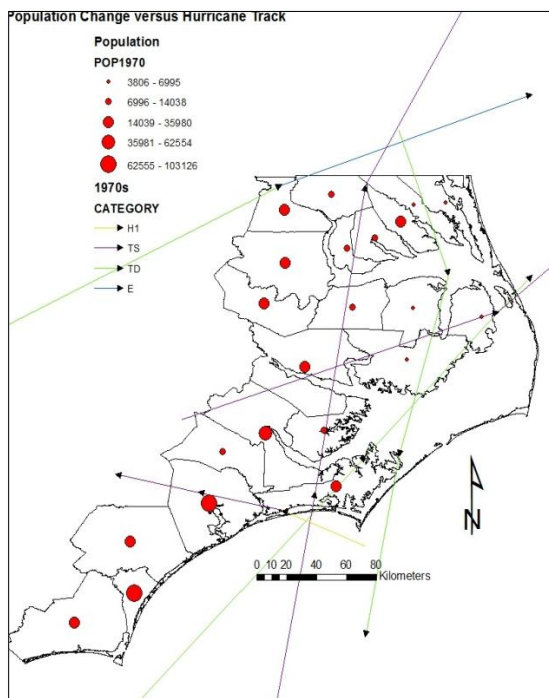 Population Change versus Hurricane Track
Population
POP1970
3806 - 6995
6996 - 14038
14039 - 35980
35981 - 62554
62555 - 103126
1970s
CATEGORY
H1
TS
TD
E
N
0 10 20 40 60 80
Kilometers